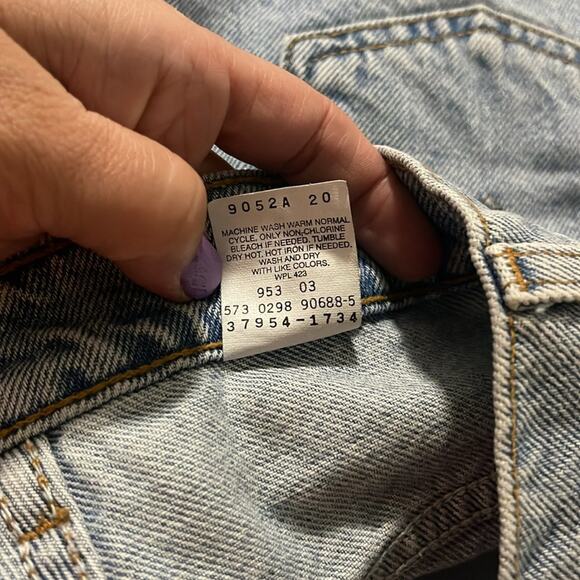 9052A 20
MACHINE WASH WARM NORMAL
CYCLE. ONLY NON-CHLORINE
BLEACH IF NEEDED. TUMBLE
DRY HOT. HOT IRON IF NEEDED.
WASH AND DRY
WITH LIKE COLORS.
WPL 423
953 03
573 0298 90688-5
37954-1734